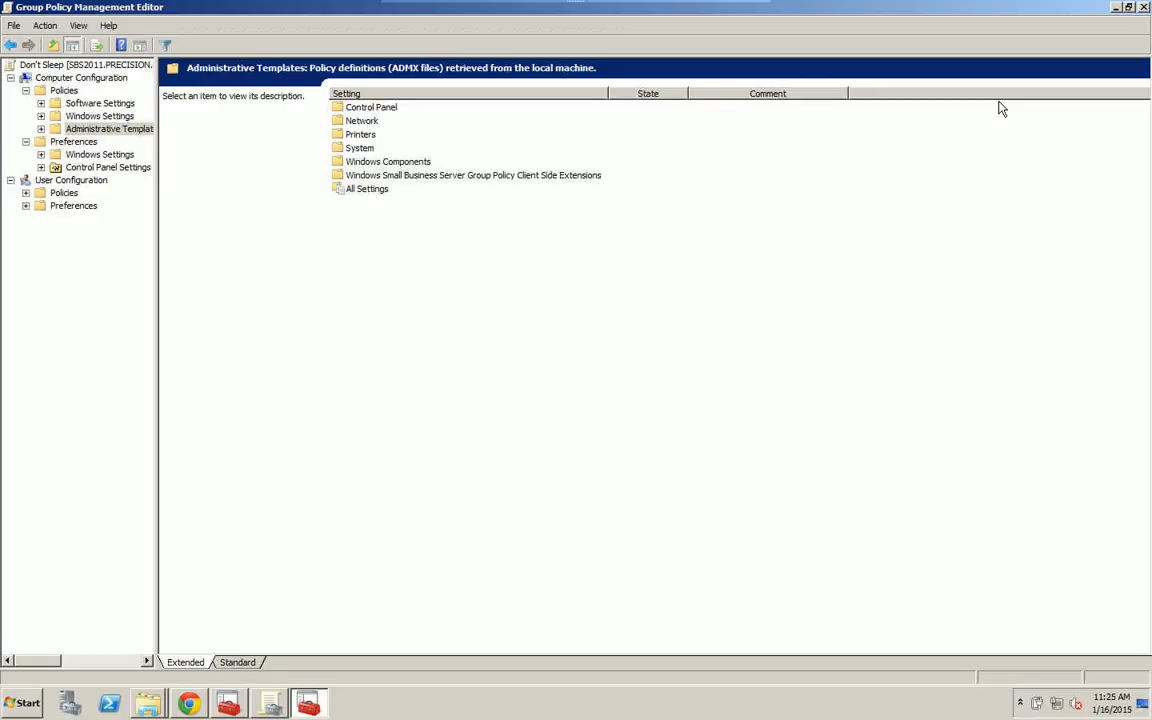 Group Policy Management Editor
File Action View Help
Don't Sleep [SBS2011.PRECISION.
Computer Configuration
Policies
Software Settings
Windows Settings
Administrative Templat
Preferences
Windows Settings
Control Panel Settings
User Configuration
Policies
Preferences
Administrative Templates: Policy definitions (ADMX files) retrieved from the local machine.
Select an item to view its description.
Setting State Comment
Control Panel
Network
Printers
System
Windows Components
Windows Small Business Server Group Policy Client Side Extensions
All Settings
Extended Standard
Start
11:25 AM
1/16/2015